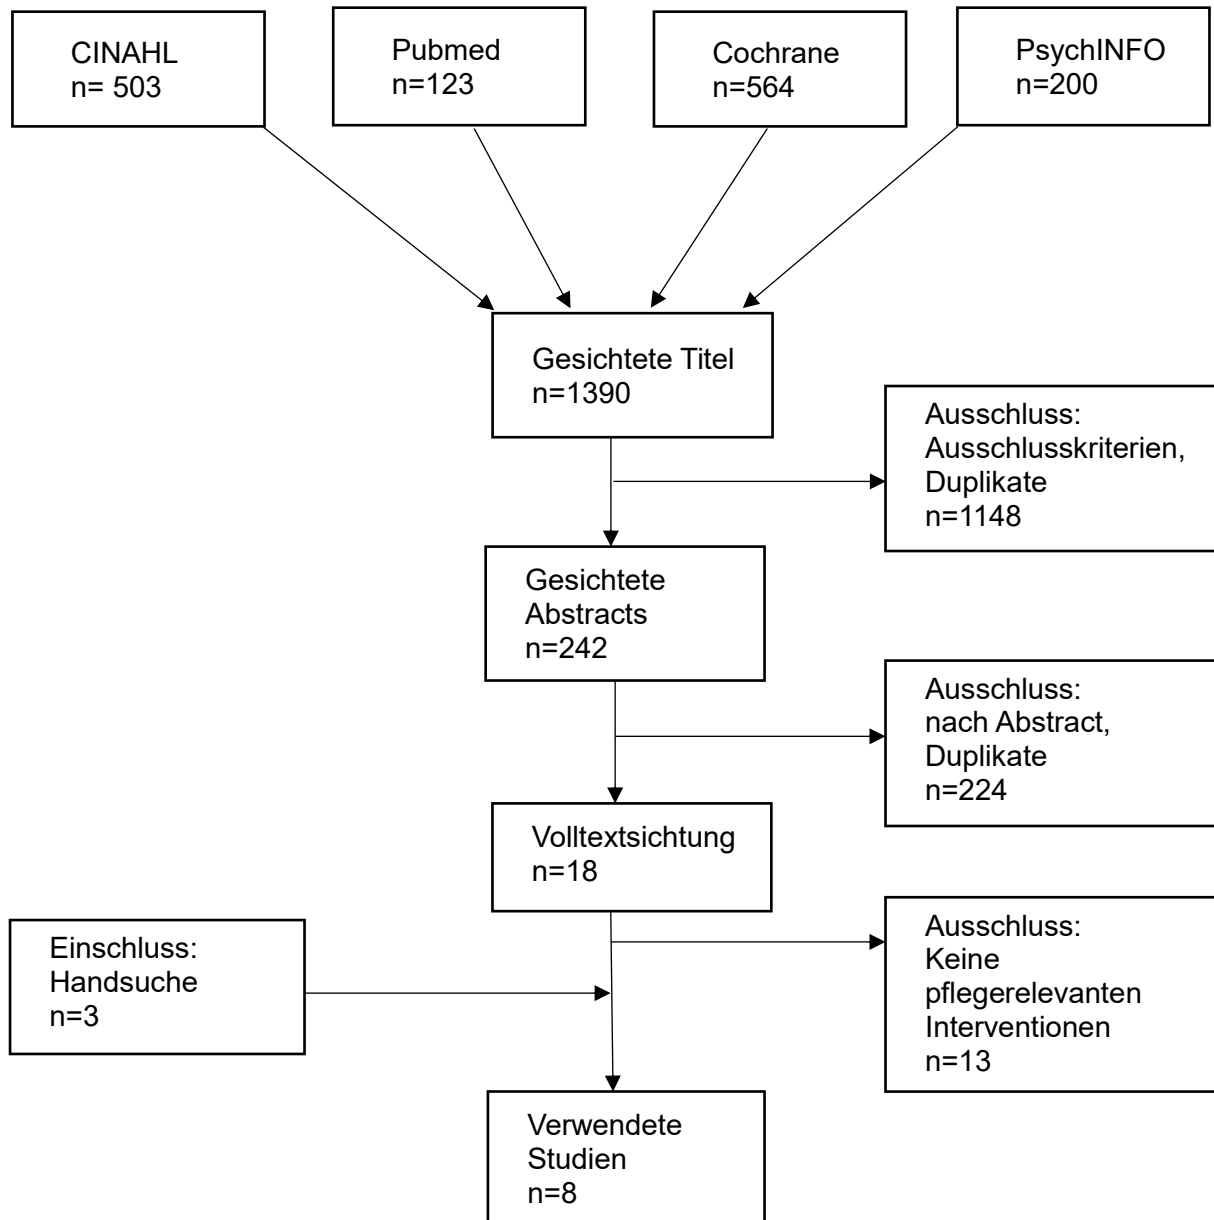 CINAHL
n= 503
Pubmed
n=123
Cochrane
n=564
PsychINFO
n=200
Gesichtete Titel
n=1390
Ausschluss:
Ausschlusskriterien,
Duplikate
n=1148
Gesichtete
Abstracts
n=242
Ausschluss:
nach Abstract,
Duplikate
n=224
Volltextsichtung
n=18
Ausschluss:
Keine
pflegerelevanten
Interventionen
n=13
Einschluss:
Handsuche
n=3
Verwendete
Studien
n=8